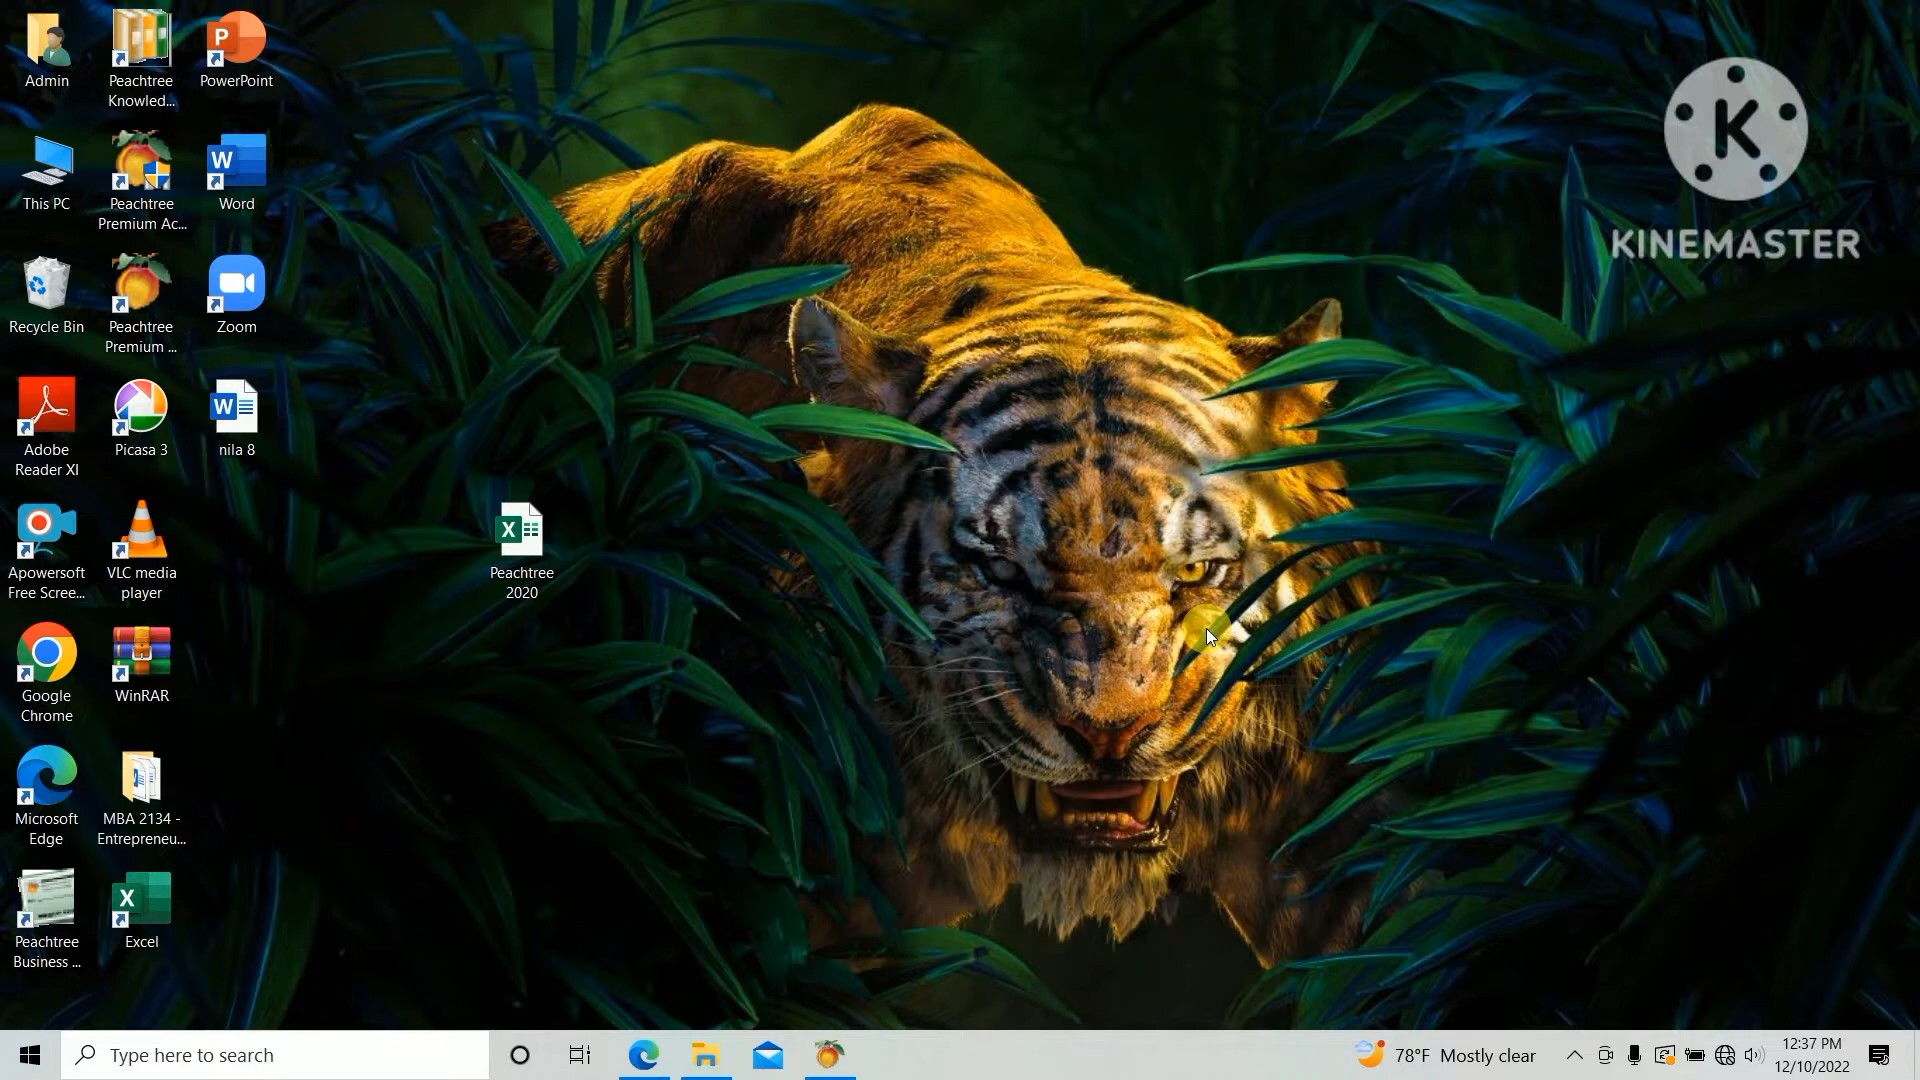 Admin
Peachtree
Knowled...
PowerPoint
This PC
Peachtree
Premium Ac...
Word
Recycle Bin
Peachtree
Premium ...
Zoom
Adobe
Reader XI
Picasa 3
nila 8
Apowersoft
Free Scree...
VLC media
player
Peachtree
2020
Google
Chrome
WinRAR
Microsoft
Edge
MBA 2134 -
Entrepreneu...
Peachtree
Business ...
Excel
K
KINEMASTER
Type here to search
78°F Mostly clear
12:37 PM
12/10/2022